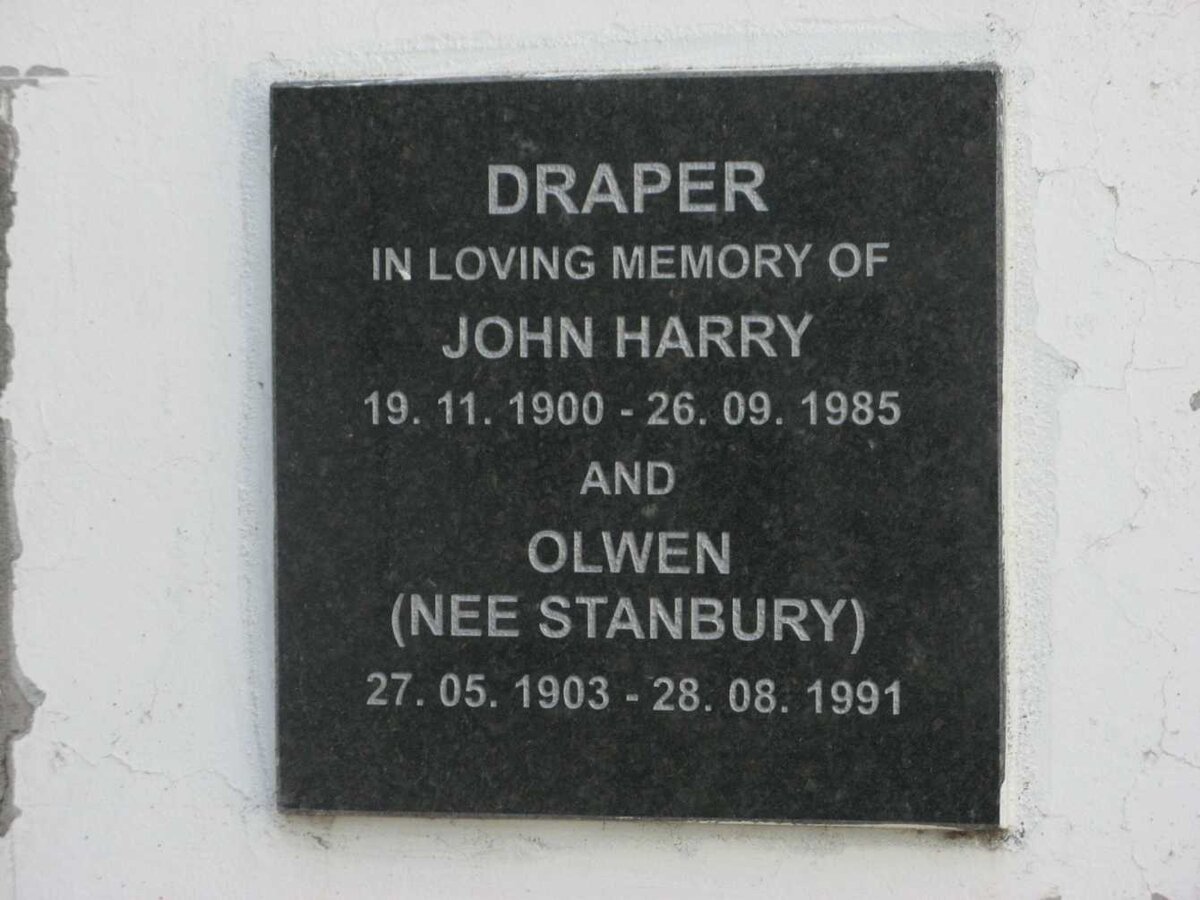 DRAPER
IN LOVING MEMORY OF
JOHN HARRY
19. 11. 1900 - 26. 09. 1985
AND
OLWEN
(NEE STANBURY)
27. 05. 1903 - 28. 08. 1991